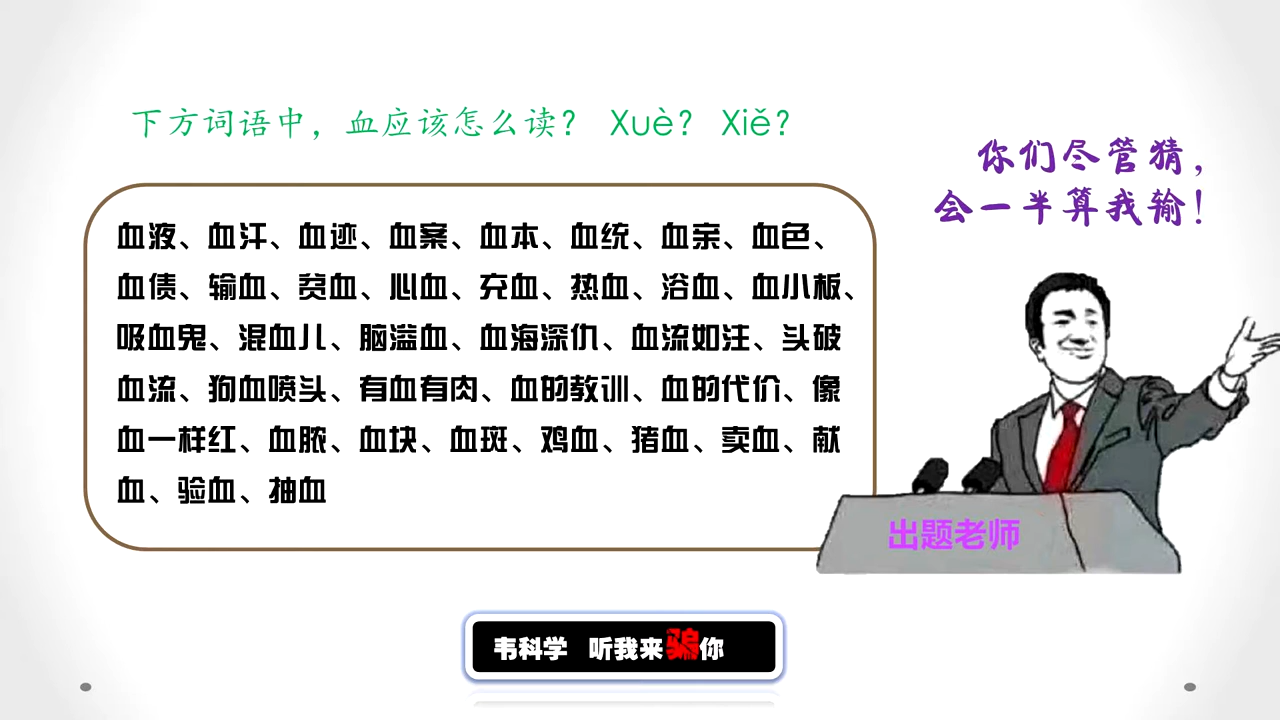 下方词语中，血应该怎么读？ Xuè？ Xiě？
你们尽管猜，
会一半算我输！
血液、血汗、血迹、血案、血本、血统、血亲、血色、
血债、输血、贫血、心血、充血、热血、浴血、血小板、
吸血鬼、混血儿、脑溢血、血海深仇、血流如注、头破
血流、狗血喷头、有血有肉、血的教训、血的代价、像
血一样红、血脓、血块、血斑、鸡血、猪血、卖血、献
血、验血、抽血
出题老师
韦科学 听我来骗你